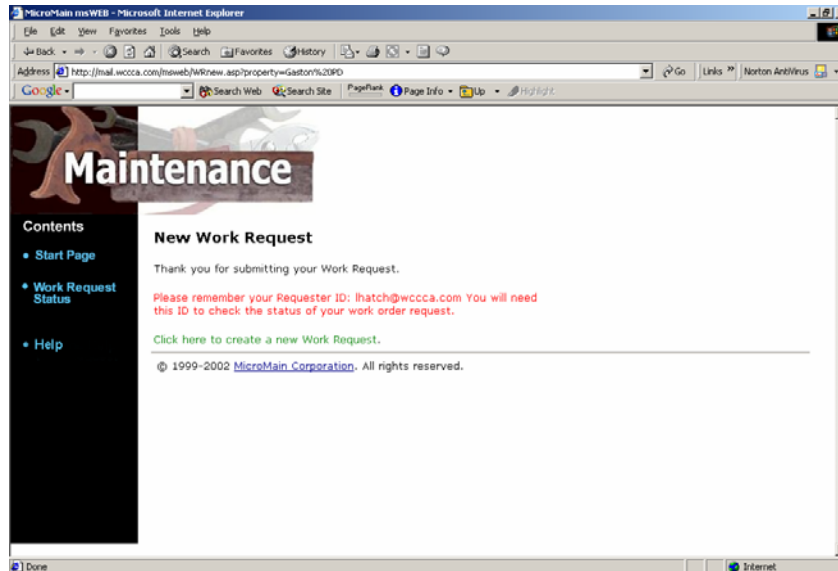 MicroMain msWEB - Microsoft Internet Explorer
File Edit View Favorites Tools Help
Back Search Favorites History
Address http://mail.wccca.com/msweb/WRnew.asp?property=Gaston%20PD Go Links » Norton AntiVirus
Google Search Web Search Site PageRank Page Info Up Highlight
Maintenance
Contents
• Start Page
• Work Request
Status
• Help
New Work Request
Thank you for submitting your Work Request.
Please remember your Requester ID: lhatch@wccca.com You will need
this ID to check the status of your work order request.
Click here to create a new Work Request.
© 1999-2002 MicroMain Corporation. All rights reserved.
Done Internet